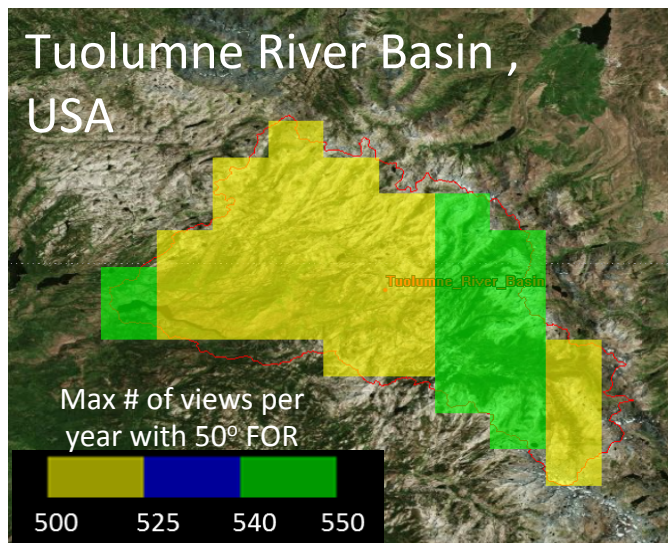 Tuolumne River Basin ,
USA
Tuolumne_River_Basin
Max # of views per
year with 50º FOR
500 525 540 550